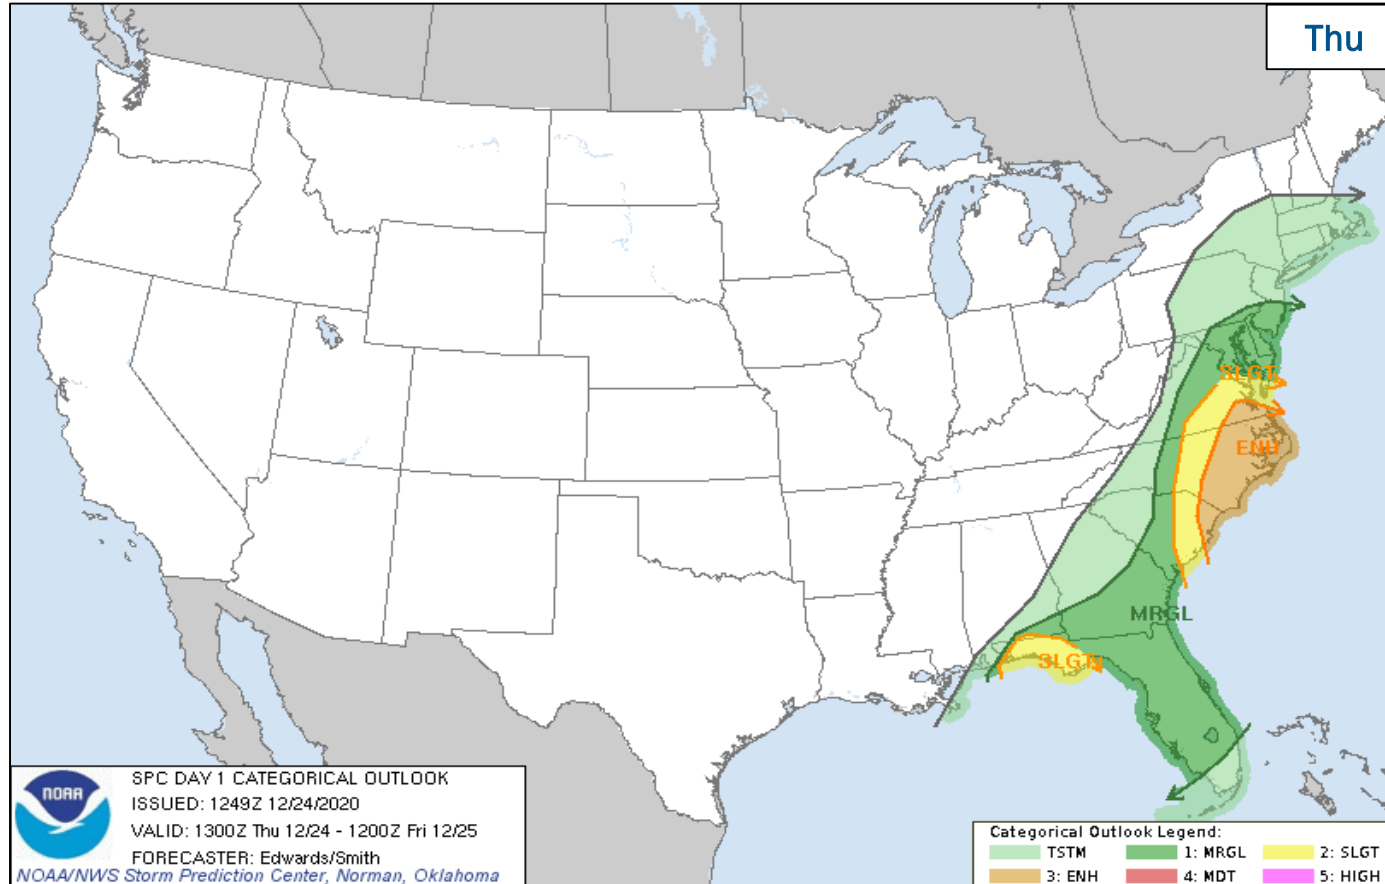 Thu
SLGT
ENH
MRGL
SLGT
NOAA
SPC DAY 1 CATEGORICAL OUTLOOK
ISSUED: 1249Z 12/24/2020
VALID: 1300Z Thu 12/24 - 1200Z Fri 12/25
FORECASTER: Edwards/Smith
NOAA/NWS Storm Prediction Center, Norman, Oklahoma
Categorical Outlook Legend:
TSTM 1: MRGL 2: SLGT
3: ENH 4: MDT 5: HIGH